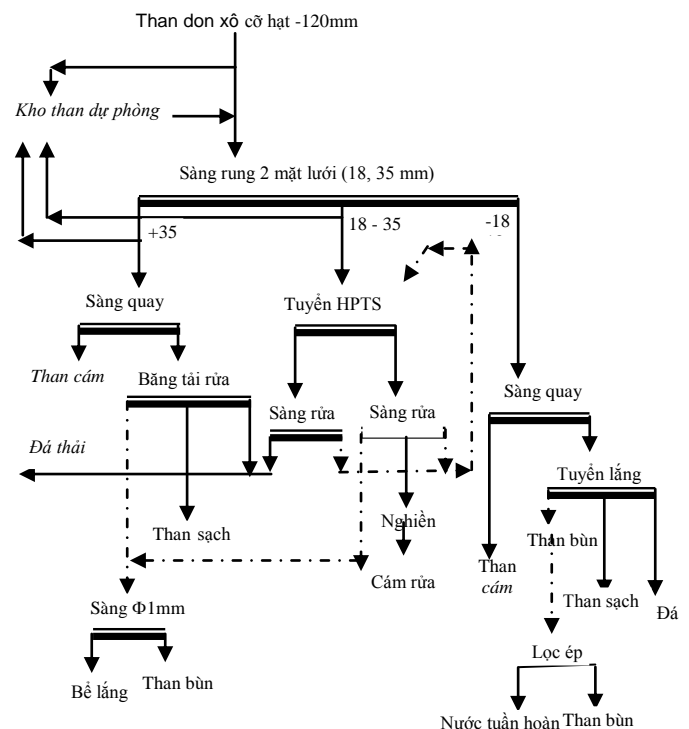 Than don xô cỡ hạt -120mm
Kho than dự phòng
Sàng rung 2 mặt lưới (18, 35 mm)
+35
18 - 35
-18
Sàng quay
Tuyển HPTS
Than cám
Băng tải rửa
Sàng quay
Sàng rửa
Sàng rửa
Đá thải
Tuyển lắng
Than sạch
Nghiền
Than bùn
Than
cám
Cám rửa
Than sạch
Đá
Sàng Φ1mm
Lọc ép
Bể lắng
Than bùn
Nước tuần hoàn
Than bùn